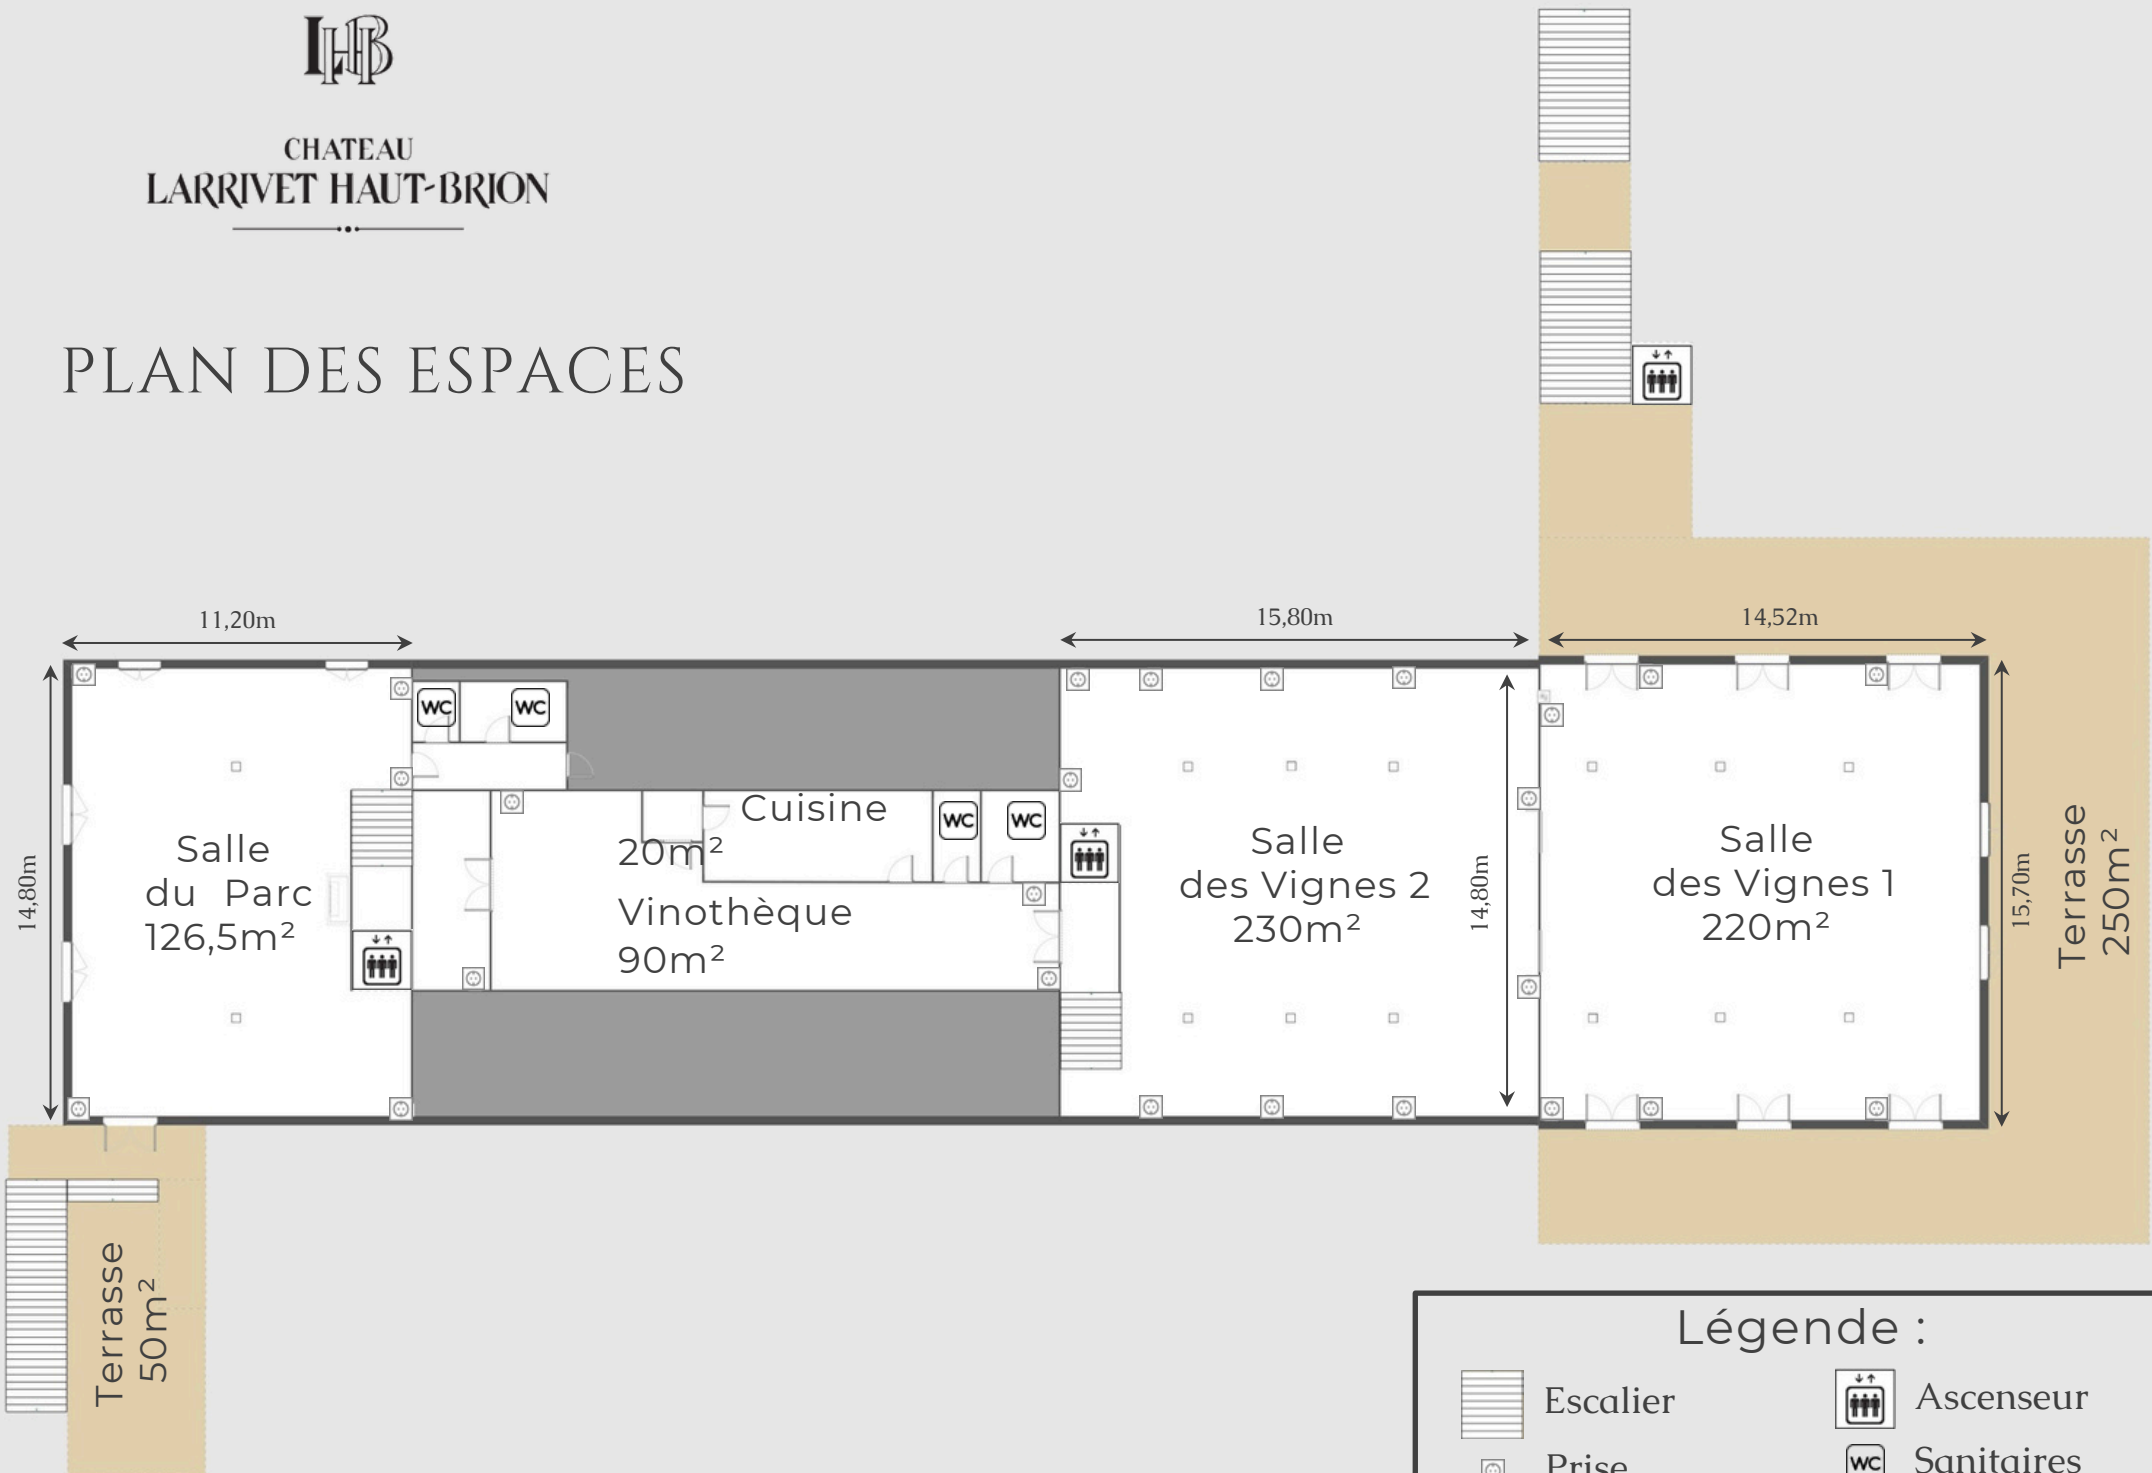 LHB
CHATEAU
LARRIVET HAUT-BRION
PLAN DES ESPACES
11,20m
15,80m
14,52m
14,80m
WC
WC
Salle
du Parc
126,5m²
Cuisine
20m²
WC
WC
Vinothèque
90m²
Salle
des Vignes 2
230m²
14,80m
Salle
des Vignes 1
220m²
15,70m
Terrasse
250m²
Terrasse
50m²
Légende :
Escalier
Ascenseur
Prise
WC
Sanitaires